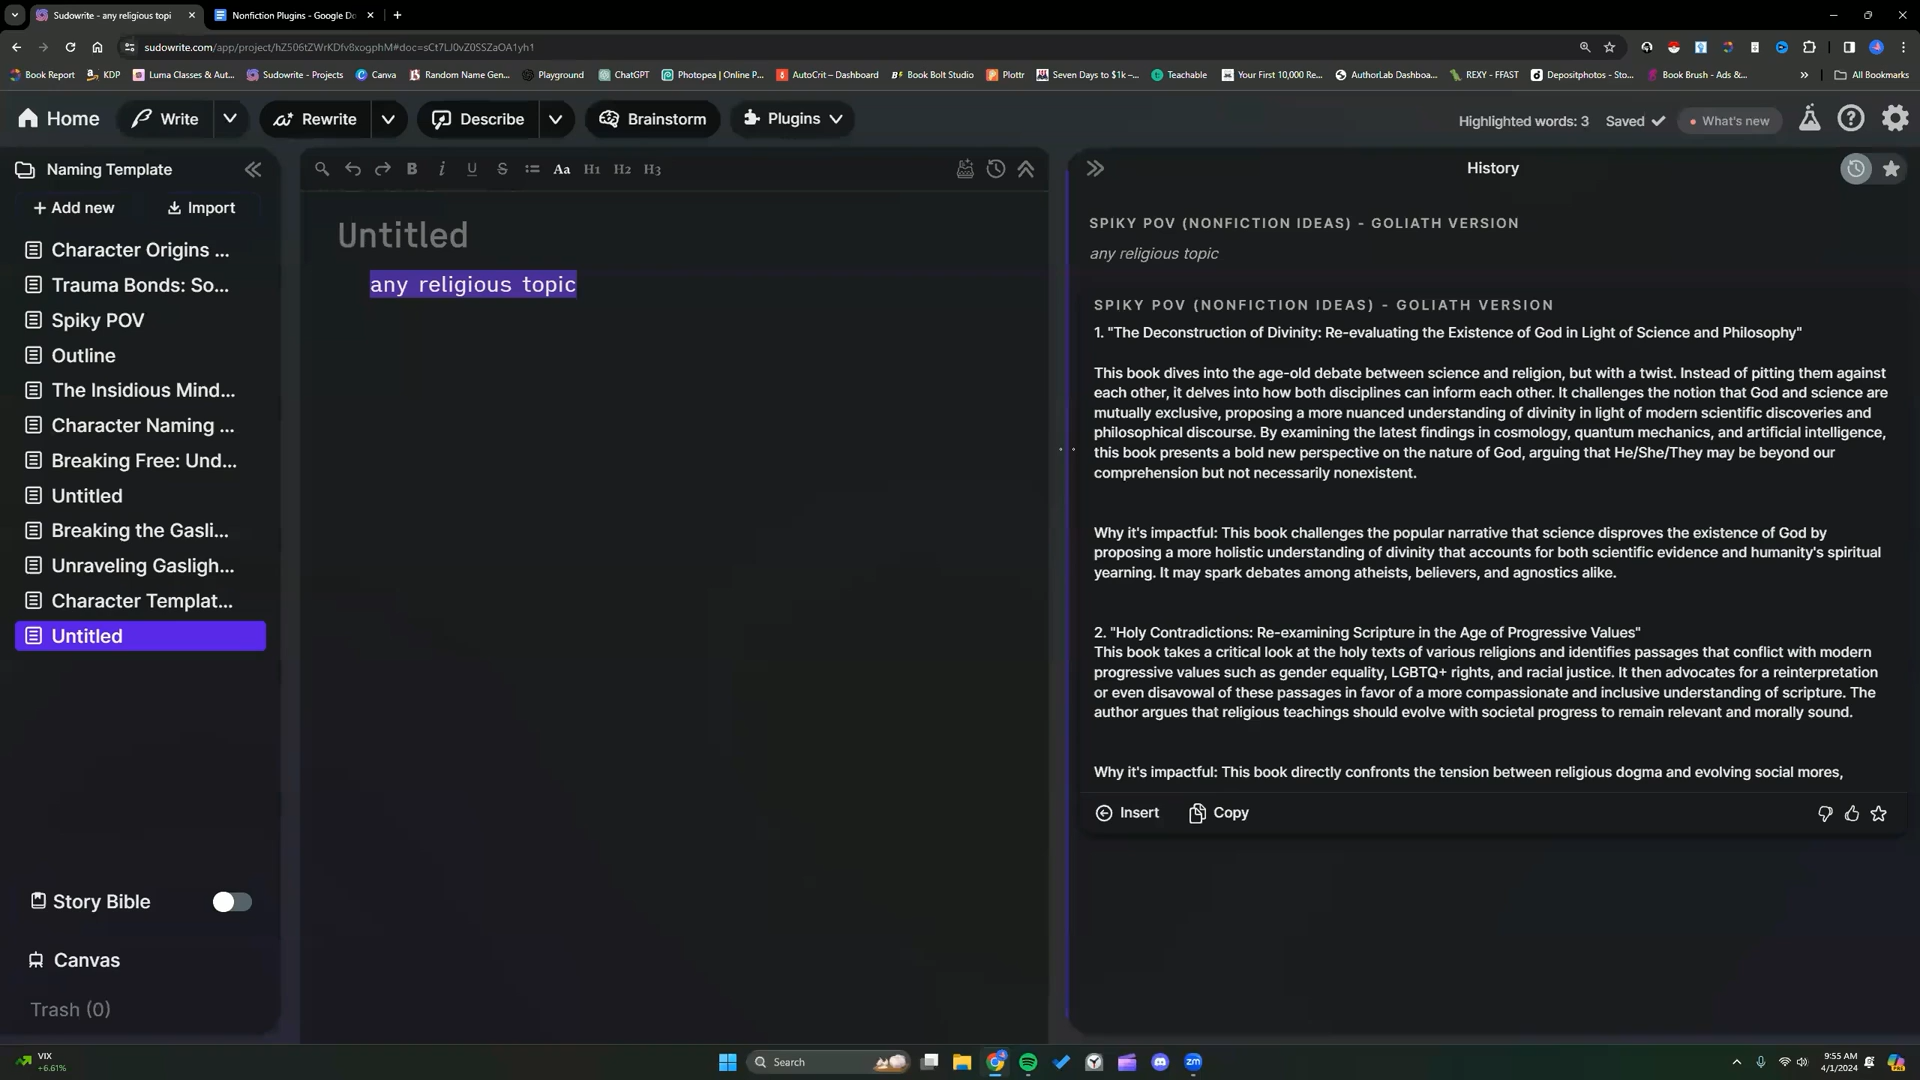 Sudowrite - any religious topi
Nonfiction Plugins - Google Do
sudowrite.com/app/project/hZ506tZWrKDfv8xogphM#doc=sCt7LJ0vZ0SSZaOA1yh1
Book Report
KDP
Luma Classes & Aut...
Sudowrite - Projects
Canva
Random Name Gen...
Playground
ChatGPT
Photopea | Online P...
AutoCrit – Dashboard
Book Bolt Studio
Plottr
Seven Days to $1k –...
Teachable
Your First 10,000 Re...
AuthorLab Dashboa...
REXY - FFAST
Depositphotos - Sto...
Book Brush - Ads &...
All Bookmarks
Home
Write
Rewrite
Describe
Brainstorm
Plugins
Highlighted words: 3
Saved
What's new
Naming Template
Add new
Import
Character Origins ...
Trauma Bonds: So...
Spiky POV
Outline
The Insidious Mind...
Character Naming ...
Breaking Free: Und...
Untitled
Breaking the Gasli...
Unraveling Gasligh...
Character Templat...
Untitled
Story Bible
Canvas
Trash (0)
B i U S Aa H1 H2 H3
Untitled
any religious topic
History
SPIKY POV (NONFICTION IDEAS) - GOLIATH VERSION
any religious topic
SPIKY POV (NONFICTION IDEAS) - GOLIATH VERSION
1. "The Deconstruction of Divinity: Re-evaluating the Existence of God in Light of Science and Philosophy"
This book dives into the age-old debate between science and religion, but with a twist. Instead of pitting them against
each other, it delves into how both disciplines can inform each other. It challenges the notion that God and science are
mutually exclusive, proposing a more nuanced understanding of divinity in light of modern scientific discoveries and
philosophical discourse. By examining the latest findings in cosmology, quantum mechanics, and artificial intelligence,
this book presents a bold new perspective on the nature of God, arguing that He/She/They may be beyond our
comprehension but not necessarily nonexistent.
Why it's impactful: This book challenges the popular narrative that science disproves the existence of God by
proposing a more holistic understanding of divinity that accounts for both scientific evidence and humanity's spiritual
yearning. It may spark debates among atheists, believers, and agnostics alike.
2. "Holy Contradictions: Re-examining Scripture in the Age of Progressive Values"
This book takes a critical look at the holy texts of various religions and identifies passages that conflict with modern
progressive values such as gender equality, LGBTQ+ rights, and racial justice. It then advocates for a reinterpretation
or even disavowal of these passages in favor of a more compassionate and inclusive understanding of scripture. The
author argues that religious teachings should evolve with societal progress to remain relevant and morally sound.
Why it's impactful: This book directly confronts the tension between religious dogma and evolving social mores,
Insert
Copy
VIX
+6.61%
Search
9:55 AM
4/1/2024